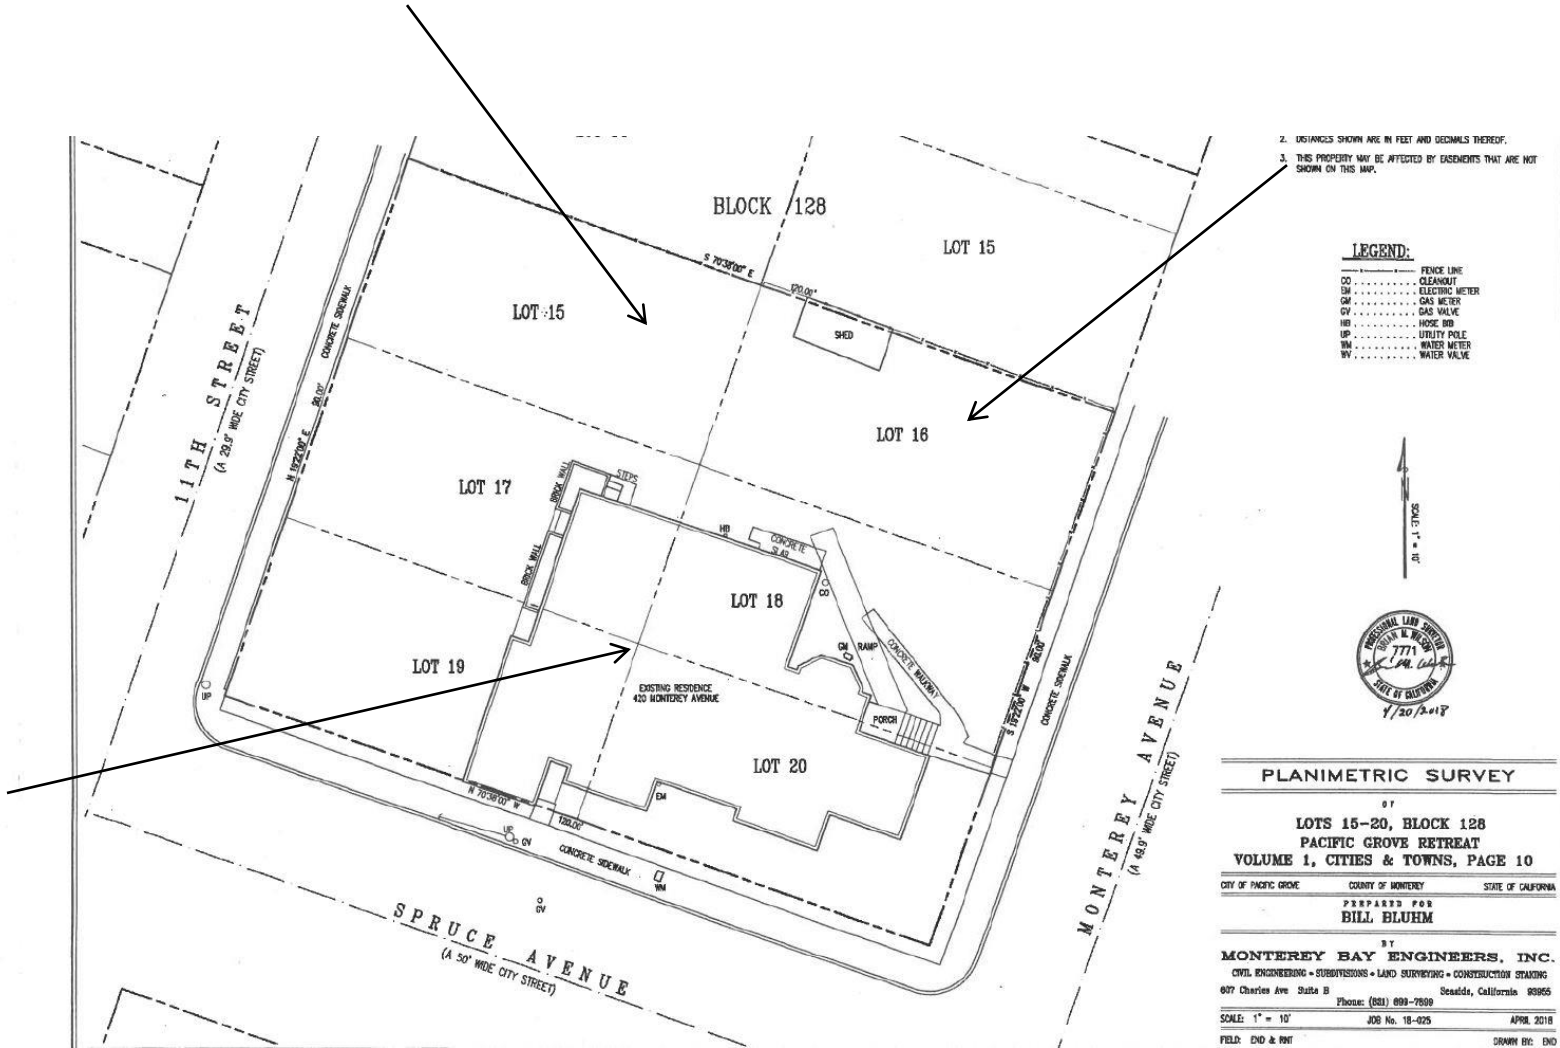 2. DISTANCES SHOWN ARE IN FEET AND DECIMALS THEREOF.
3. THIS PROPERTY MAY BE AFFECTED BY EASEMENTS THAT ARE NOT
SHOWN ON THIS MAP.
BLOCK 128
LOT 15
S 70°38'00" E
120.00'
LOT 15
SHED
LEGEND:
FENCE LINE
CO .......... CLEANOUT
EM .......... ELECTRIC METER
GM .......... GAS METER
GV .......... GAS VALVE
HB .......... HOSE BIB
UP .......... UTILITY POLE
WM .......... WATER METER
WV .......... WATER VALVE
CONCRETE SIDEWALK
11TH STREET
(A 29.9' WIDE CITY STREET)
90.00'
N 19°22'00" E
LOT 16
LOT 17
BRICK WALL
STEPS
HB
CONCRETE
SLAB
BRICK WALL
CO
LOT 18
SCALE: 1" = 10'
GM
RAMP
CONCRETE WALKWAY
LOT 19
UP
EXISTING RESIDENCE
420 MONTEREY AVENUE
PORCH
90.00'
S 19°22'00" W
CONCRETE SIDEWALK
PROFESSIONAL LAND SURVEYOR
BRIAN M. WILSON
7771
STATE OF CALIFORNIA
4/20/2018
LOT 20
MONTEREY AVENUE
(A 49.9' WIDE CITY STREET)
N 70°38'00" W
120.00'
EM
UP
GV
CONCRETE SIDEWALK
WM
GV
SPRUCE AVENUE
(A 50' WIDE CITY STREET)
PLANIMETRIC SURVEY
OF
LOTS 15-20, BLOCK 128
PACIFIC GROVE RETREAT
VOLUME 1, CITIES & TOWNS, PAGE 10
CITY OF PACIFIC GROVE COUNTY OF MONTEREY STATE OF CALIFORNIA
PREPARED FOR
BILL BLUHM
BY
MONTEREY BAY ENGINEERS, INC.
CIVIL ENGINEERING • SUBDIVISIONS • LAND SURVEYING • CONSTRUCTION STAKING
607 Charles Ave Suite B Seaside, California 93955
Phone: (831) 899-7899
SCALE: 1" = 10' JOB No. 18-025 APRIL 2018
FIELD: END & RNT DRAWN BY: END